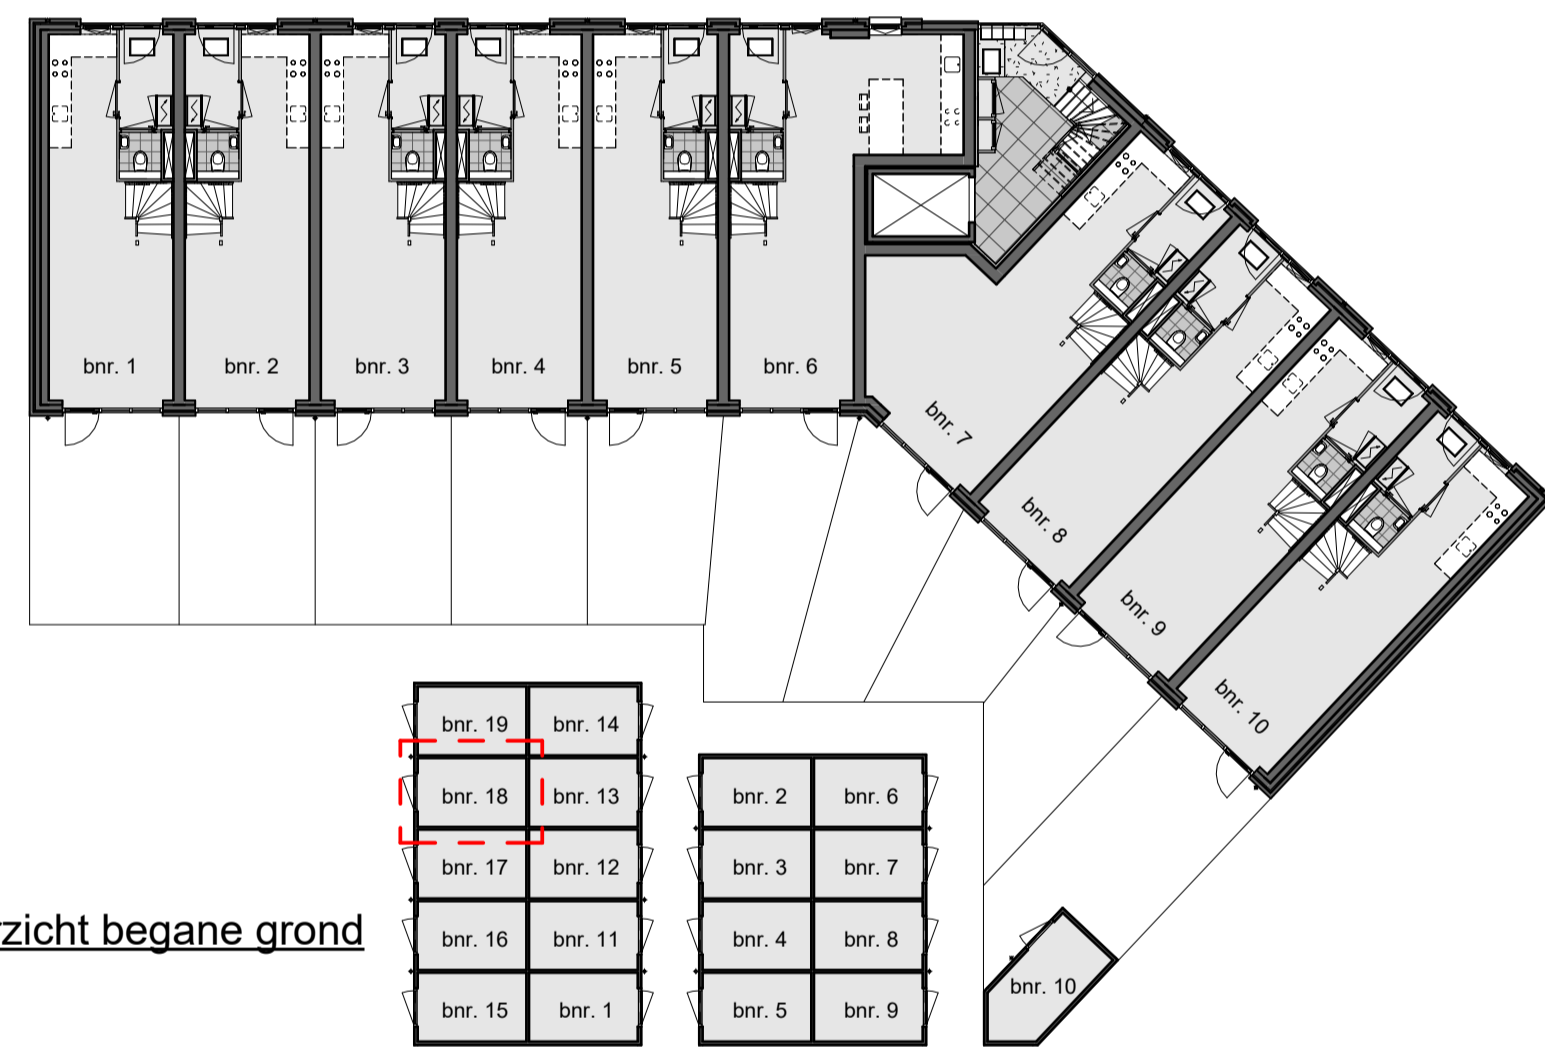 bnr. 1
bnr. 2
bnr. 3
bnr. 4
bnr. 5
bnr. 6
bnr. 7
bnr. 8
bnr. 9
bnr. 10
bnr. 19
bnr. 14
bnr. 18
bnr. 13
bnr. 17
bnr. 12
bnr. 16
bnr. 11
bnr. 15
bnr. 1
bnr. 2
bnr. 6
bnr. 3
bnr. 7
bnr. 4
bnr. 8
bnr. 5
bnr. 9
bnr. 10
rzicht begane grond